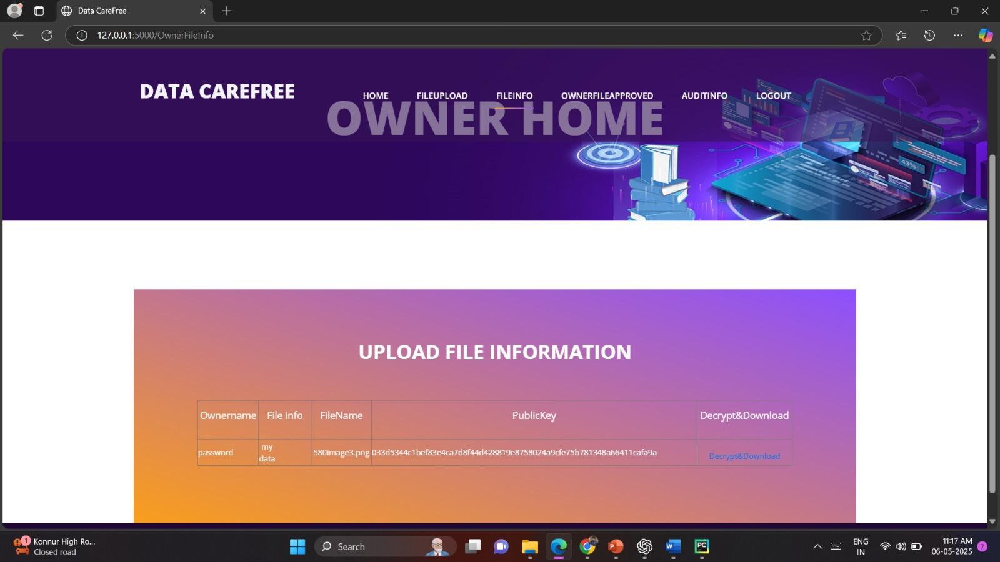 Data CareFree
127.0.0.1:5000/OwnerFileInfo
DATA CAREFREE
HOME FILEUPLOAD FILEINFO OWNERFILEAPPROVED AUDITINFO LOGOUT
OWNER HOME
43%
UPLOAD FILE INFORMATION
Ownername File info FileName PublicKey Decrypt&Download
password my data 580image3.png 033d5344c1bef83e4ca7d8f44d428819e8758024a9cfe75b781348a66411cafa9a Decrypt&Download
1
Konnur High Ro...
Closed road
Search
P
W
PC
ENG
IN
11:17 AM
06-05-2025
7